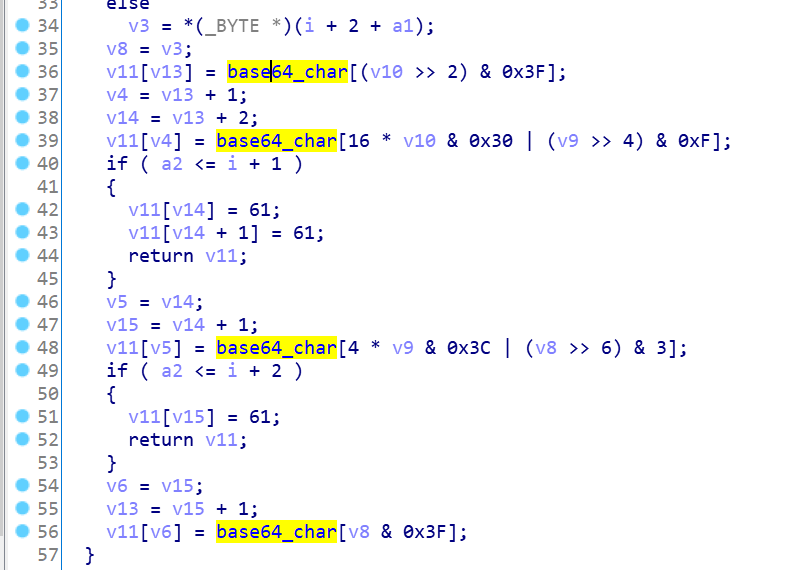 33 else
34 v3 = *(_BYTE *)(i + 2 + a1);
35 v8 = v3;
36 v11[v13] = base64_char[(v10 >> 2) & 0x3F];
37 v4 = v13 + 1;
38 v14 = v13 + 2;
39 v11[v4] = base64_char[16 * v10 & 0x30 | (v9 >> 4) & 0xF];
40 if ( a2 <= i + 1 )
41 {
42 v11[v14] = 61;
43 v11[v14 + 1] = 61;
44 return v11;
45 }
46 v5 = v14;
47 v15 = v14 + 1;
48 v11[v5] = base64_char[4 * v9 & 0x3C | (v8 >> 6) & 3];
49 if ( a2 <= i + 2 )
50 {
51 v11[v15] = 61;
52 return v11;
53 }
54 v6 = v15;
55 v13 = v15 + 1;
56 v11[v6] = base64_char[v8 & 0x3F];
57 }